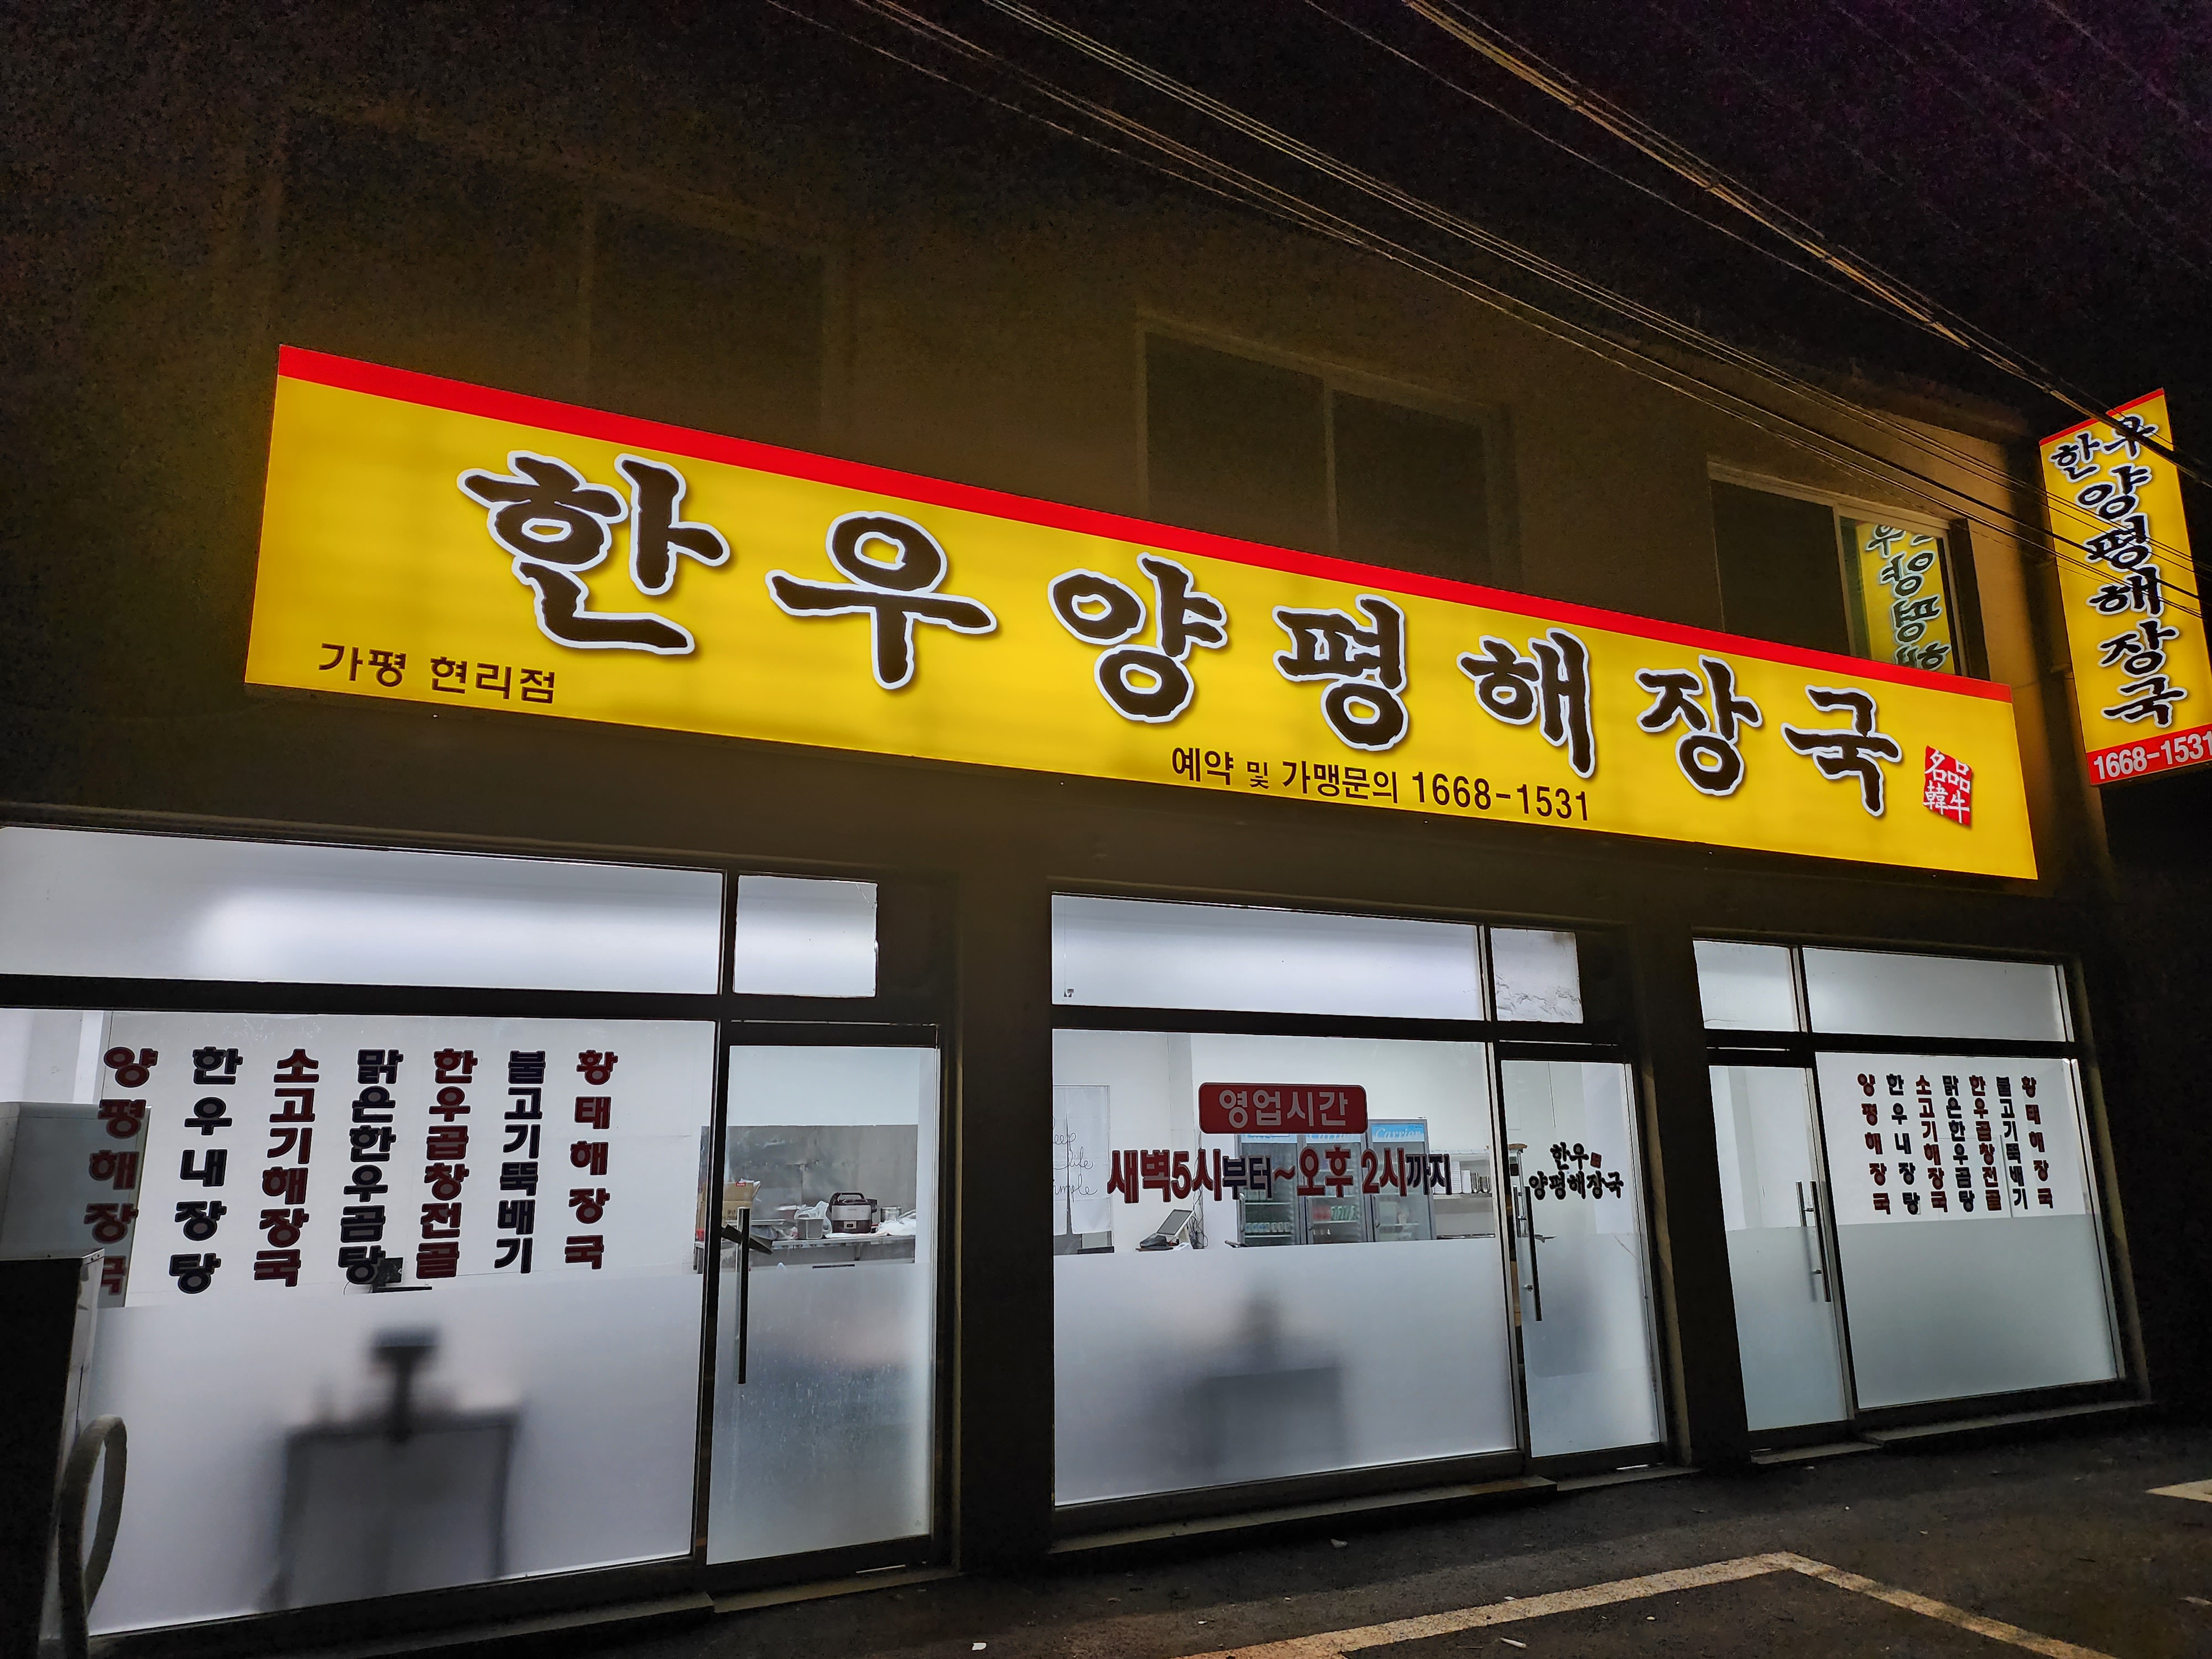 한우양평해장국
가평 현리점
예약 및 가맹문의 1668-1531
名品
韓牛
한우
양평해장국
1668-1531
양평해장국
한우내장탕
소고기해장국
맑은한우곰탕
한우곱창전골
불고기뚝배기
황태해장국
영업시간
새벽5시부터~오후 2시까지
Carrier
한우
양평해장국
양평해장국
한우내장탕
소고기해장국
맑은한우곰탕
한우곱창전골
불고기뚝배기
황태해장국